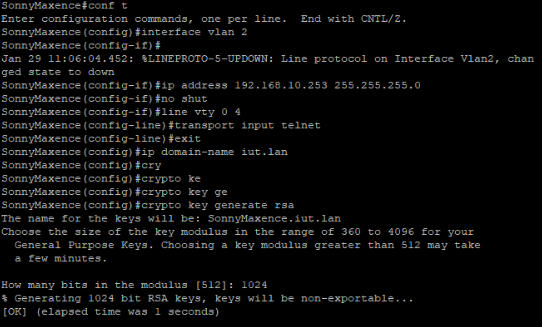 SonnyMaxence#conf t
Enter configuration commands, one per line.  End with CNTL/Z.
SonnyMaxence(config)#interface vlan 2
SonnyMaxence(config-if)#
Jan 29 11:06:04.452: %LINEPROTO-5-UPDOWN: Line protocol on Interface Vlan2, chan
ged state to down
SonnyMaxence(config-if)#ip address 192.168.10.253 255.255.255.0
SonnyMaxence(config-if)#no shut
SonnyMaxence(config-if)#line vty 0 4
SonnyMaxence(config-line)#transport input telnet
SonnyMaxence(config-line)#exit
SonnyMaxence(config)#ip domain-name iut.lan
SonnyMaxence(config)#cry
SonnyMaxence(config)#crypto ke
SonnyMaxence(config)#crypto key ge
SonnyMaxence(config)#crypto key generate rsa
The name for the keys will be: SonnyMaxence.iut.lan
Choose the size of the key modulus in the range of 360 to 4096 for your
  General Purpose Keys. Choosing a key modulus greater than 512 may take
  a few minutes.
How many bits in the modulus [512]: 1024
% Generating 1024 bit RSA keys, keys will be non-exportable...
[OK] (elapsed time was 1 seconds)